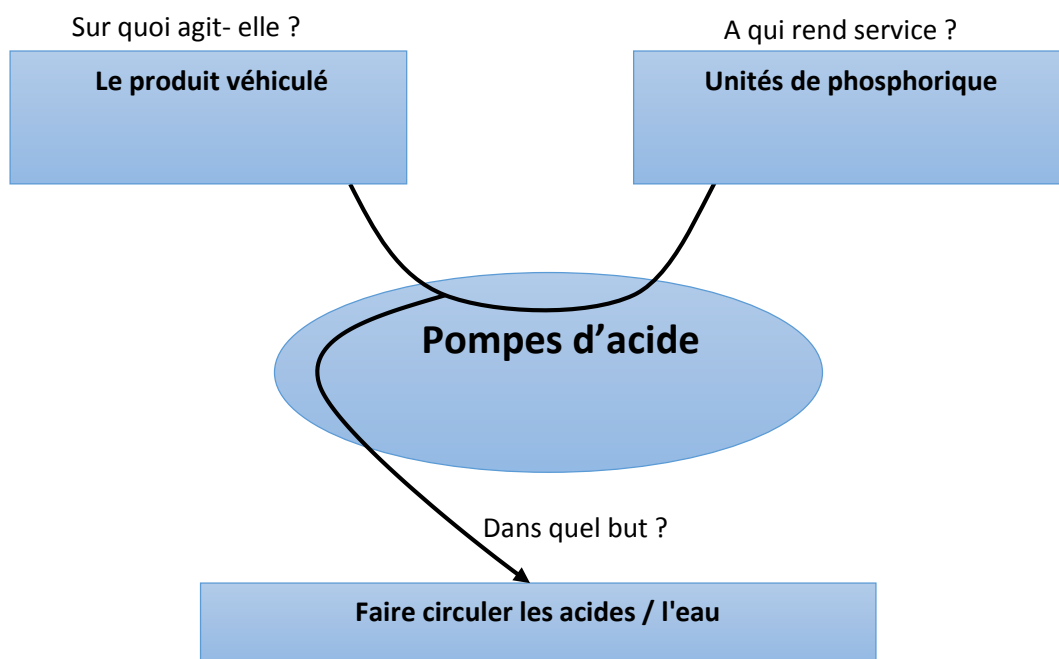 Sur quoi agit- elle ?
A qui rend service ?
Le produit véhiculé
Unités de phosphorique
Pompes d’acide
Dans quel but ?
Faire circuler les acides / l'eau